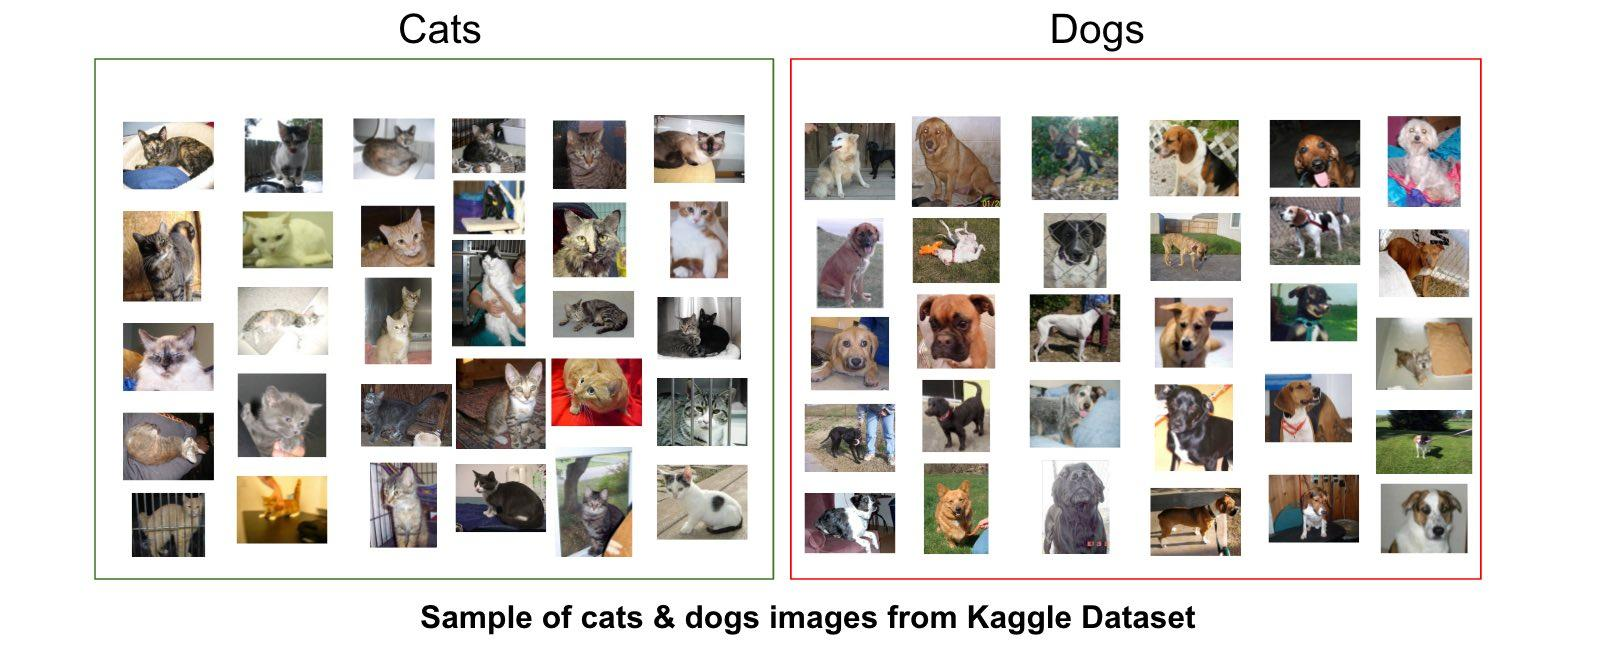 Cats
Dogs
Sample of cats & dogs images from Kaggle Dataset